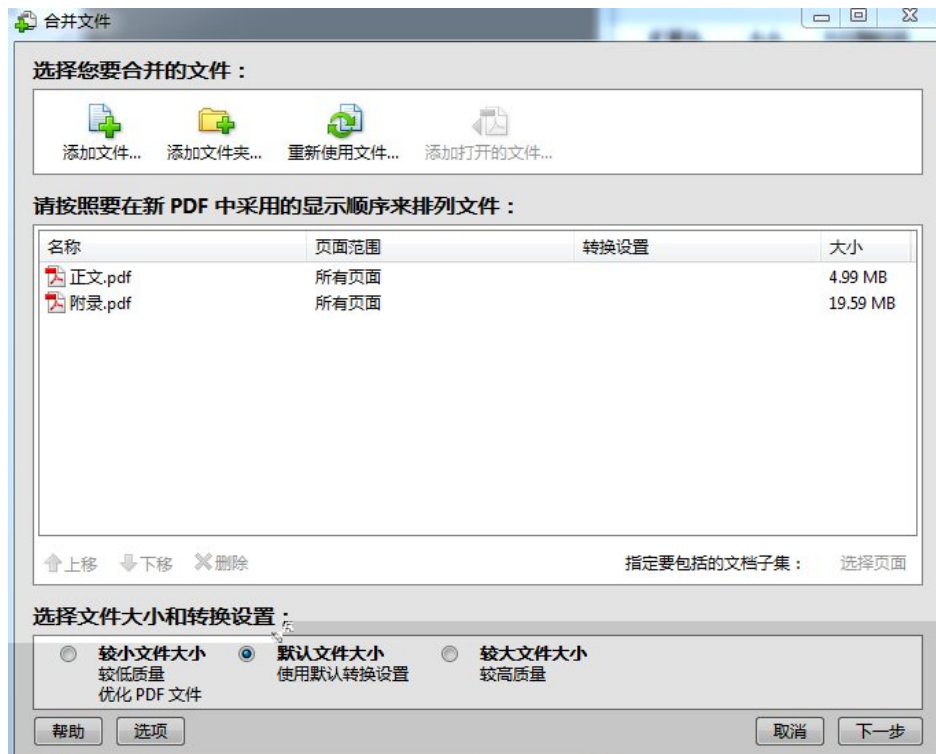 合并文件
选择您要合并的文件：
添加文件... 添加文件夹... 重新使用文件... 添加打开的文件...
请按照要在新 PDF 中采用的显示顺序来排列文件：
名称 页面范围 转换设置 大小
正文.pdf 所有页面 4.99 MB
附录.pdf 所有页面 19.59 MB
上移 下移 删除 指定要包括的文档子集： 选择页面
选择文件大小和转换设置：
较小文件大小 默认文件大小 较大文件大小
较低质量 使用默认转换设置 较高质量
优化 PDF 文件
帮助 选项 取消 下一步